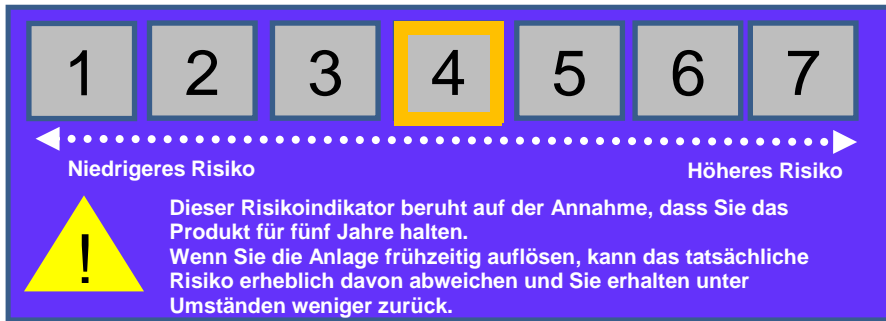 1 2 3 4 5 6 7
Niedrigeres Risiko Höheres Risiko
!
Dieser Risikoindikator beruht auf der Annahme, dass Sie das
Produkt für fünf Jahre halten.
Wenn Sie die Anlage frühzeitig auflösen, kann das tatsächliche
Risiko erheblich davon abweichen und Sie erhalten unter
Umständen weniger zurück.